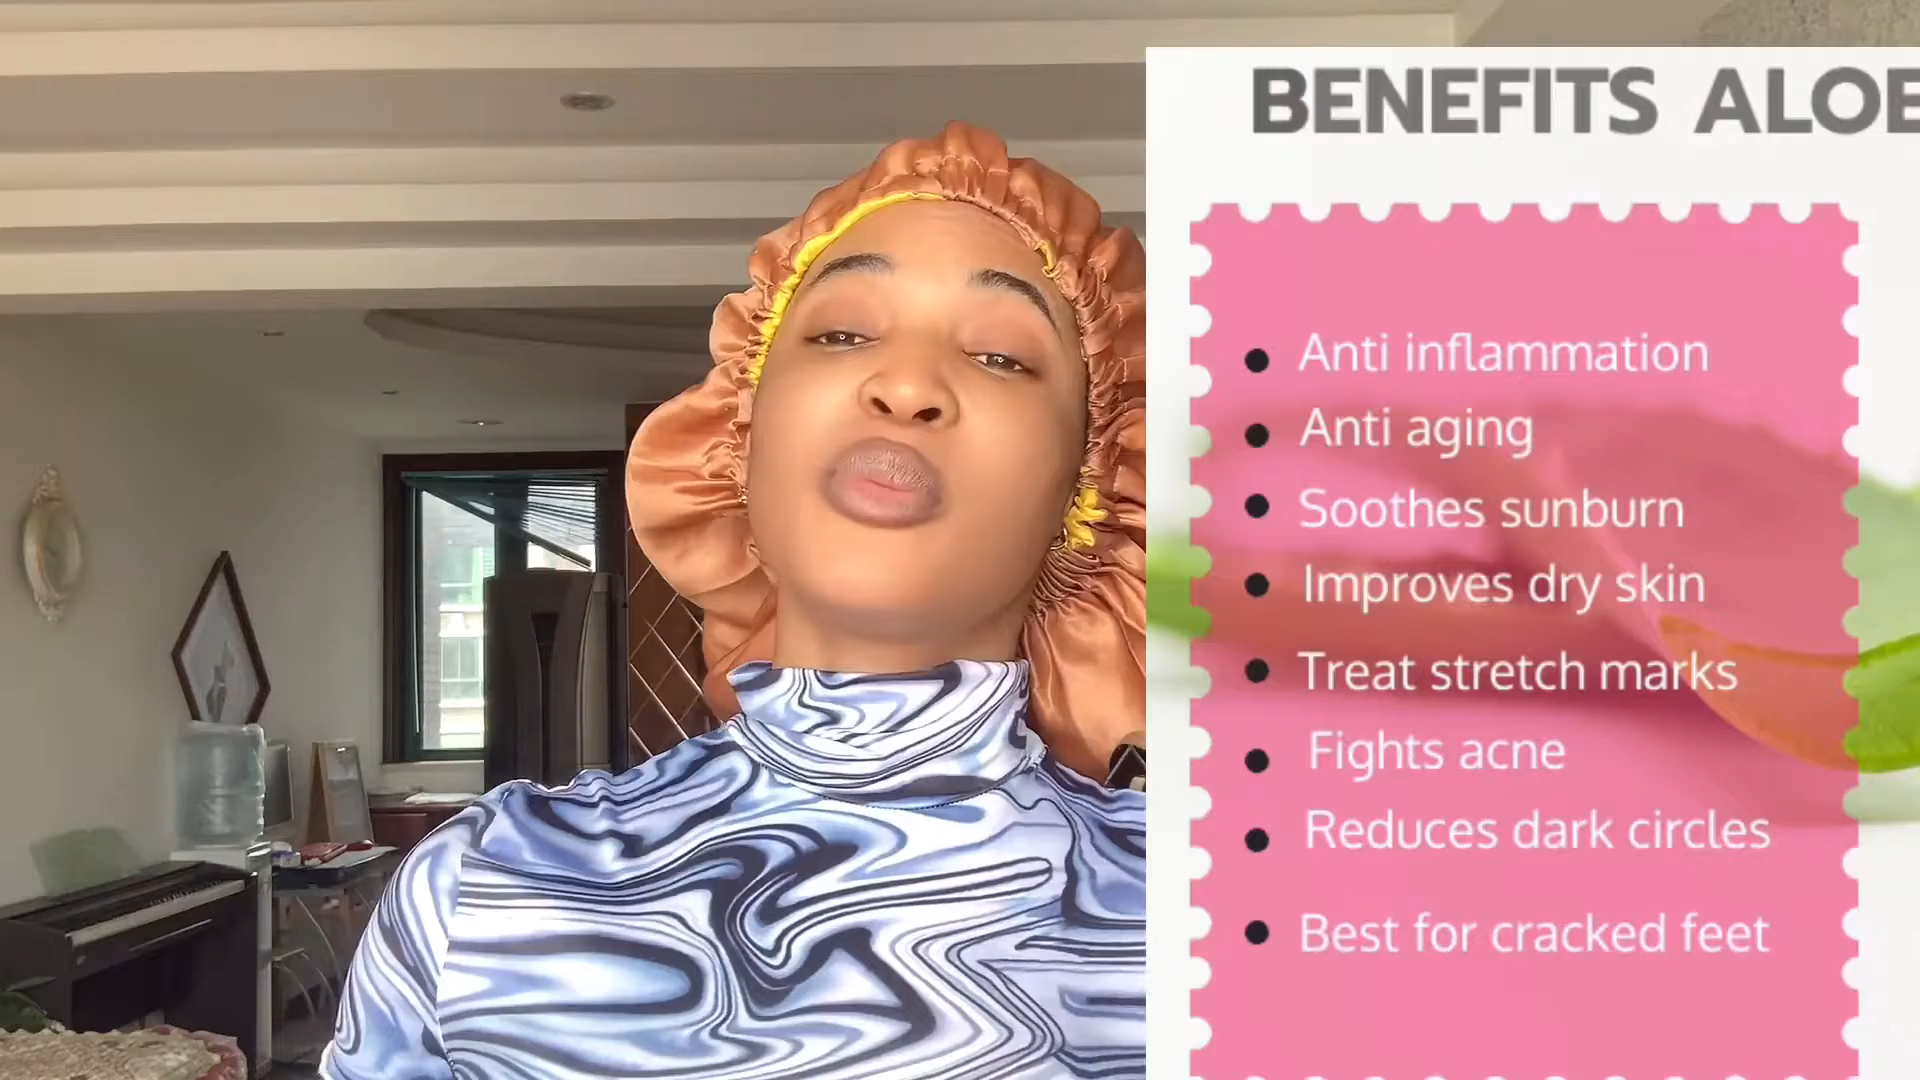 BENEFITS ALOE
Anti inflammation
Anti aging
Soothes sunburn
Improves dry skin
Treat stretch marks
Fights acne
Reduces dark circles
Best for cracked feet